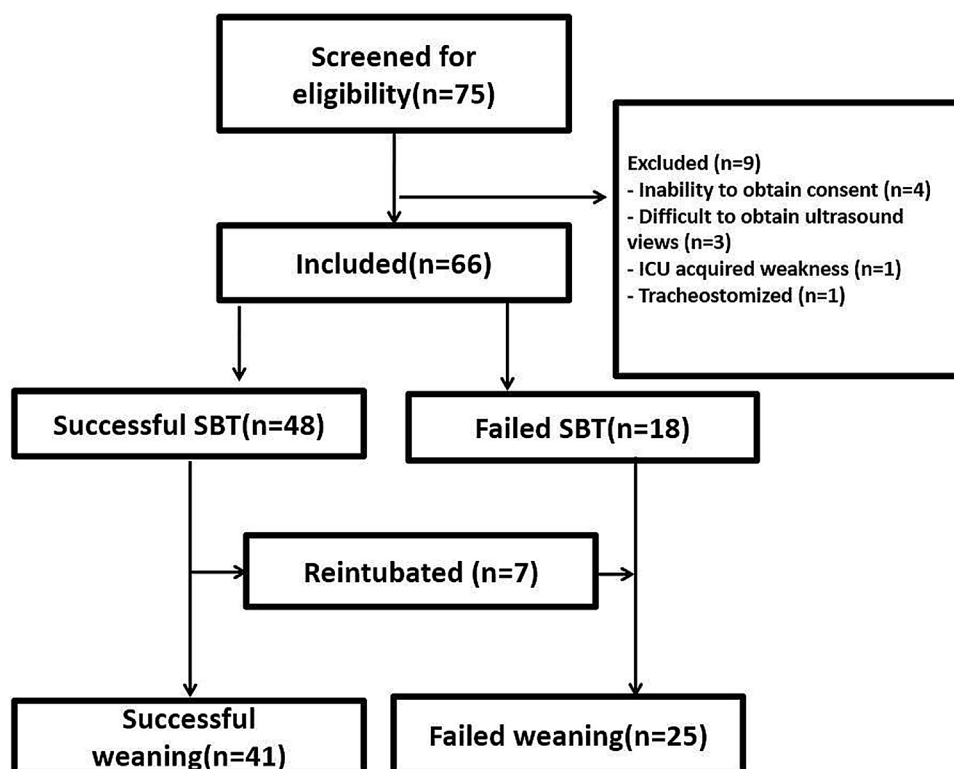 Screened for
eligibility(n=75)
Excluded (n=9)
- Inability to obtain consent (n=4)
- Difficult to obtain ultrasound
views (n=3)
- ICU acquired weakness (n=1)
- Tracheostomized (n=1)
Included(n=66)
Successful SBT(n=48)
Failed SBT(n=18)
Reintubated (n=7)
Successful
weaning(n=41)
Failed weaning(n=25)